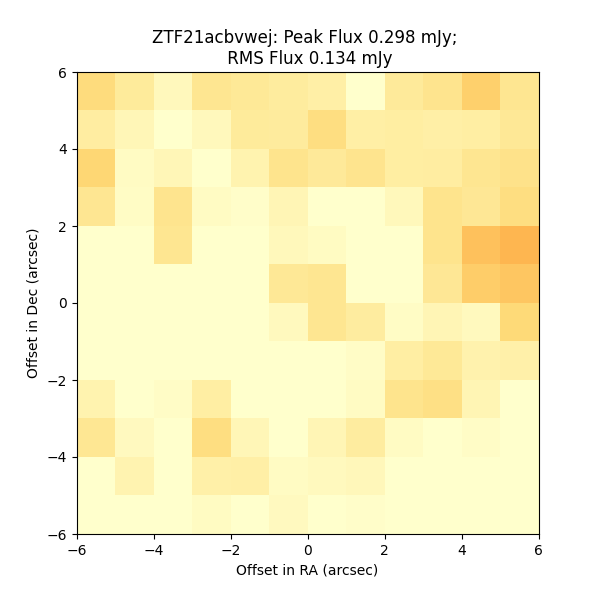 ZTF21acbvwej: Peak Flux 0.298 mJy;
RMS Flux 0.134 mJy
6
4
2
0
−2
−4
−6
Offset in Dec (arcsec)
−6 −4 −2 0 2 4 6
Offset in RA (arcsec)